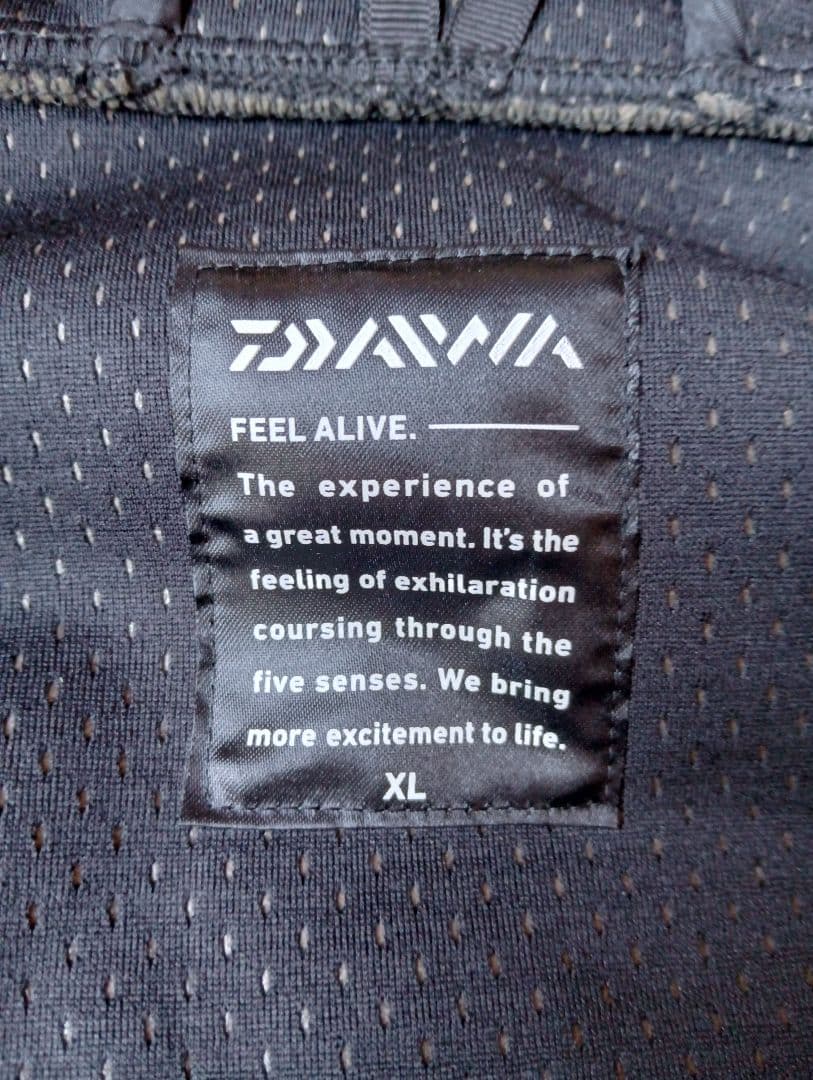 DAIWA
FEEL ALIVE.
The experience of
a great moment. It's the
feeling of exhilaration
coursing through the
five senses. We bring
more excitement to life.
XL